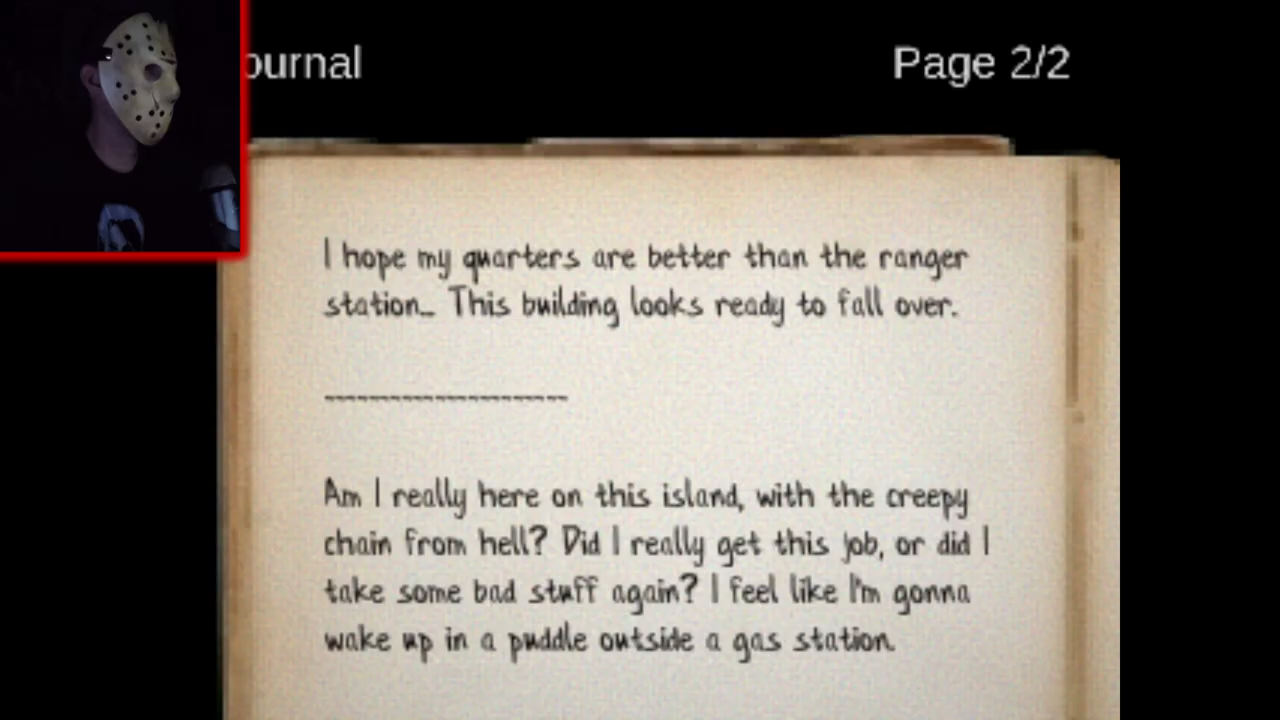 ournal
Page 2/2
I hope my quarters are better than the ranger
station... This building looks ready to fall over.
----------------------
Am I really here on this island, with the creepy
chain from hell? Did I really get this job, or did I
take some bad stuff again? I feel like I'm gonna
wake up in a puddle outside a gas station.